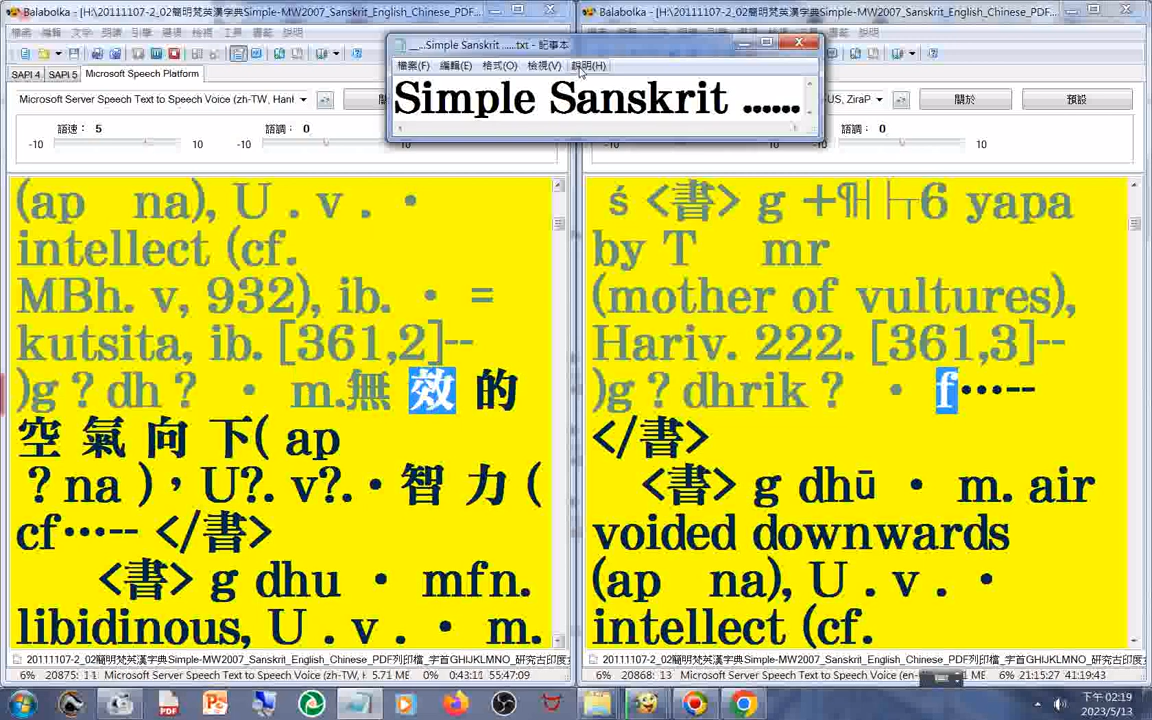 Balabolka - [H:\20111107-2_02簡明梵英漢字典Simple-MW2007_Sanskrit_English_Chinese_PDF
Balabolka - [H:\20111107-2_02簡明梵英漢字典Simple-MW2007_Sanskrit_English_Chinese_PDF
__...Simple Sanskrit ......txt - 記事本
檔案(F) 編輯(E) 格式(O) 檢視(V) 說明(H)
Simple Sanskrit ......
SAPI 4 SAPI 5 Microsoft Speech Platform
Microsoft Server Speech Text to Speech Voice (zh-TW, Hanl
US, ZiraP 關於 預設
語速： 5 語調： 0
語調： 0
-10 10 -10
-10 10
(ap na), U . v . •
intellect (cf.
MBh. v, 932), ib. • =
kutsita, ib. [361,2]--
)g ? dh ? • m.無 效 的
空 氣 向 下( ap
? na )，U?. v?.•智 力 (
cf…-- </書>
<書> g dhu • mfn.
libidinous, U . v . • m.
ś <書> g 6 yapa
by T mr
(mother of vultures),
Hariv. 222. [361,3]--
)g ? dhrik ? • f…--
</書>
<書> g dhū • m. air
voided downwards
(ap na), U . v . •
intellect (cf.
20111107-2_02簡明梵英漢字典Simple-MW2007_Sanskrit_English_Chinese_PDF列印檔_字首GHIJKLMNO_研究古印度
20111107-2_02簡明梵英漢字典Simple-MW2007_Sanskrit_English_Chinese_PDF列印檔_字首GHIJKLMNO_研究古印度
6% 20875: 14 Microsoft Server Speech Text to Speech Voice (zh-TW, 5.71 ME 0% 0:43:11 55:47:09
6% 20868: 13 Microsoft Server Speech Text to Speech Voice (en- 6% 21:15:27 41:19:43
下午 02:19
2023/5/13